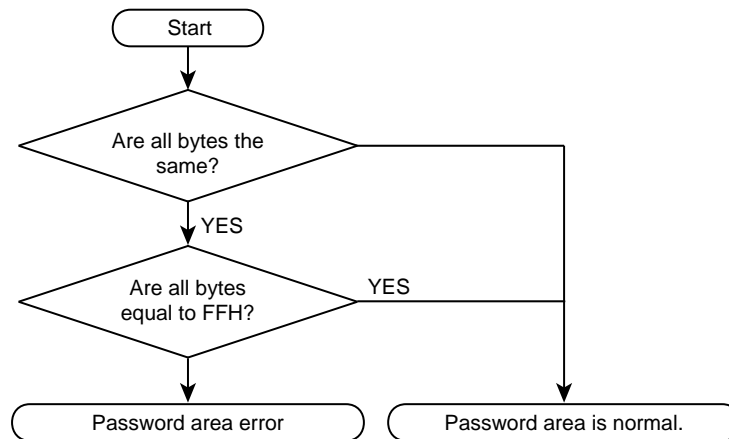 Start
Are all bytes the
same?
YES
Are all bytes
equal to FFH?
YES
Password area error
Password area is normal.